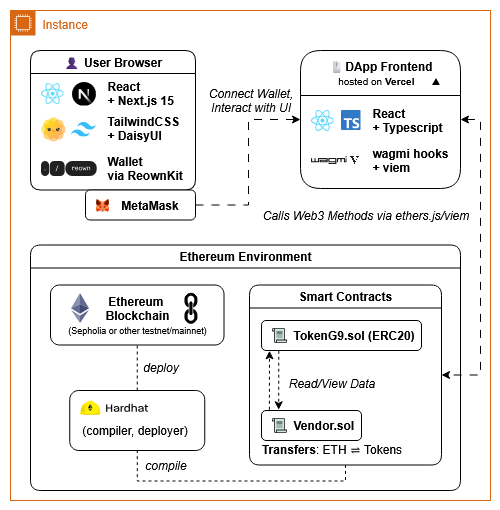 Instance
User Browser
React
+ Next.js 15
TailwindCSS
+ DaisyUI
. / reown
Wallet
via ReownKit
MetaMask
Connect Wallet,
Interact with UI
DApp Frontend
hosted on Vercel
TS
React
+ Typescript
wagmi
wagmi hooks
+ viem
Calls Web3 Methods via ethers.js/viem
Ethereum Environment
Ethereum
Blockchain
(Sepholia or other testnet/mainnet)
deploy
Hardhat
(compiler, deployer)
compile
Smart Contracts
TokenG9.sol (ERC20)
Read/View Data
Vendor.sol
Transfers: ETH ⇌ Tokens